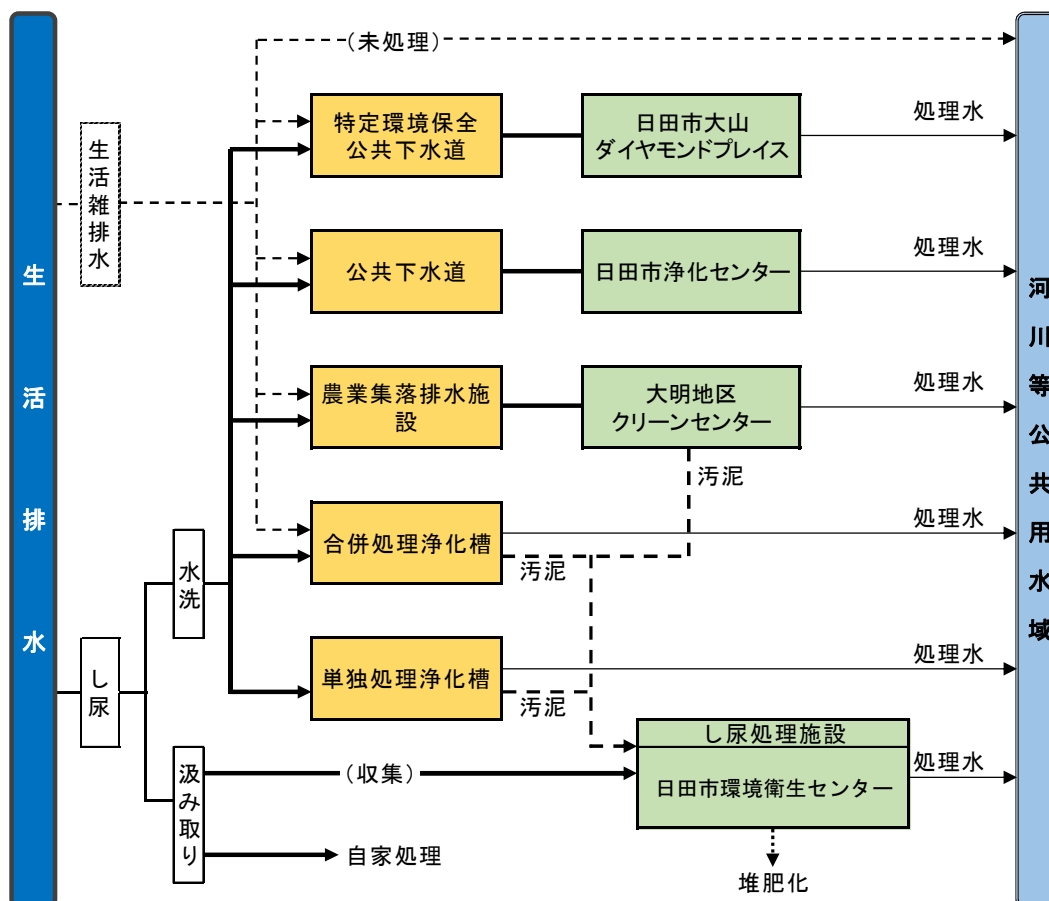 生活排水
生活雑排水
し尿
水洗
汲み取り
(未処理)
特定環境保全
公共下水道
日田市大山
ダイヤモンドプレイス
処理水
公共下水道
日田市浄化センター
処理水
農業集落排水施
設
大明地区
クリーンセンター
処理水
汚泥
合併処理浄化槽
汚泥
処理水
単独処理浄化槽
汚泥
処理水
し尿処理施設
日田市環境衛生センター
処理水
(収集)
自家処理
堆肥化
河川等公共用水域